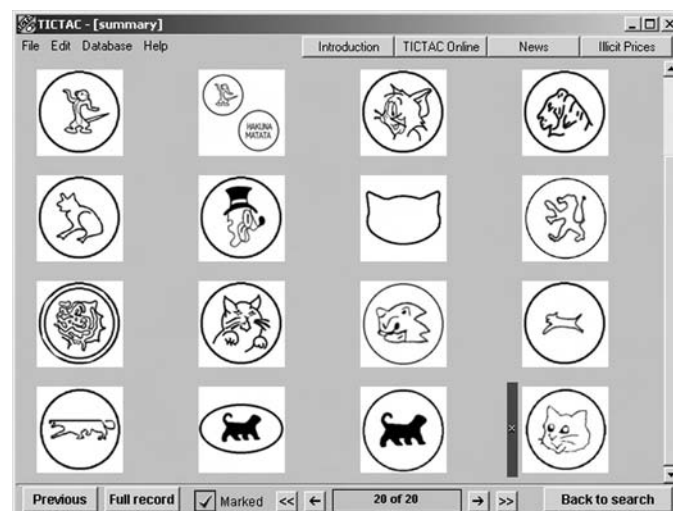 TICTAC - [summary]
File Edit Database Help
Introduction TICTAC Online News Illicit Prices
HAKUNA
MATATA
Previous Full record Marked << ← 20 of 20 → >> Back to search